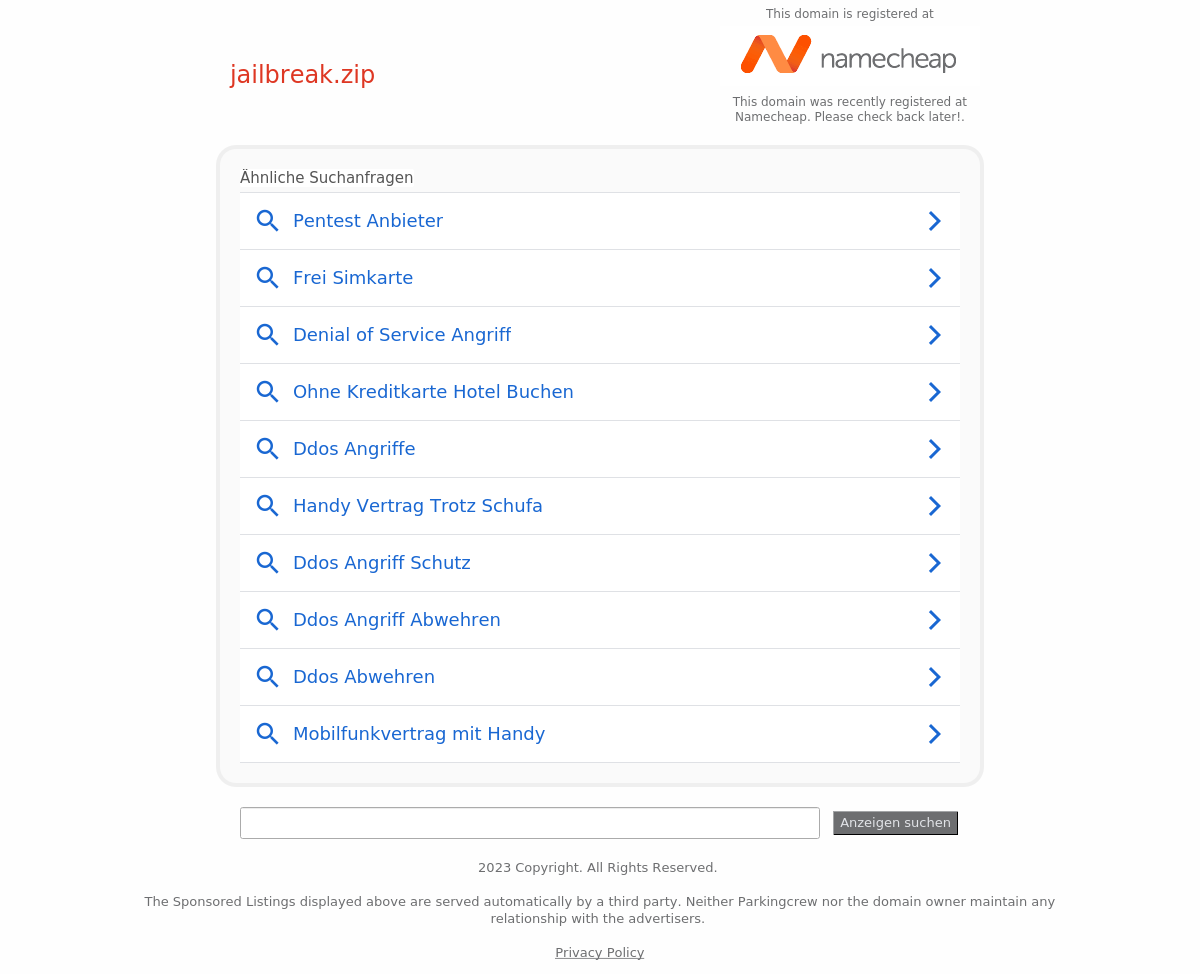 This domain is registered at
namecheap
jailbreak.zip
This domain was recently registered at
Namecheap. Please check back later!.
Ähnliche Suchanfragen
Pentest Anbieter
Frei Simkarte
Denial of Service Angriff
Ohne Kreditkarte Hotel Buchen
Ddos Angriffe
Handy Vertrag Trotz Schufa
Ddos Angriff Schutz
Ddos Angriff Abwehren
Ddos Abwehren
Mobilfunkvertrag mit Handy
Anzeigen suchen
2023 Copyright. All Rights Reserved.
The Sponsored Listings displayed above are served automatically by a third party. Neither Parkingcrew nor the domain owner maintain any
relationship with the advertisers.
Privacy Policy